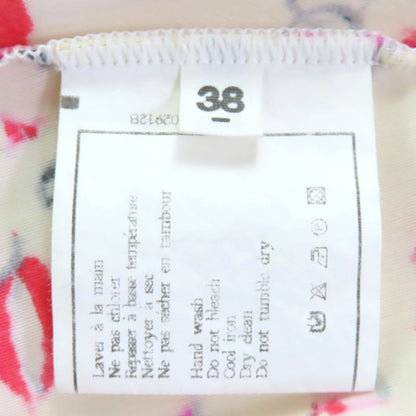 38
02912B
Laver à la main
Ne pas chlorer
Repasser à basse température
Nettoyer a sec
Ne pas sécher en tambour
Hand wash
Do not bleach
Cool iron
Dry clean
Do not tumble dry